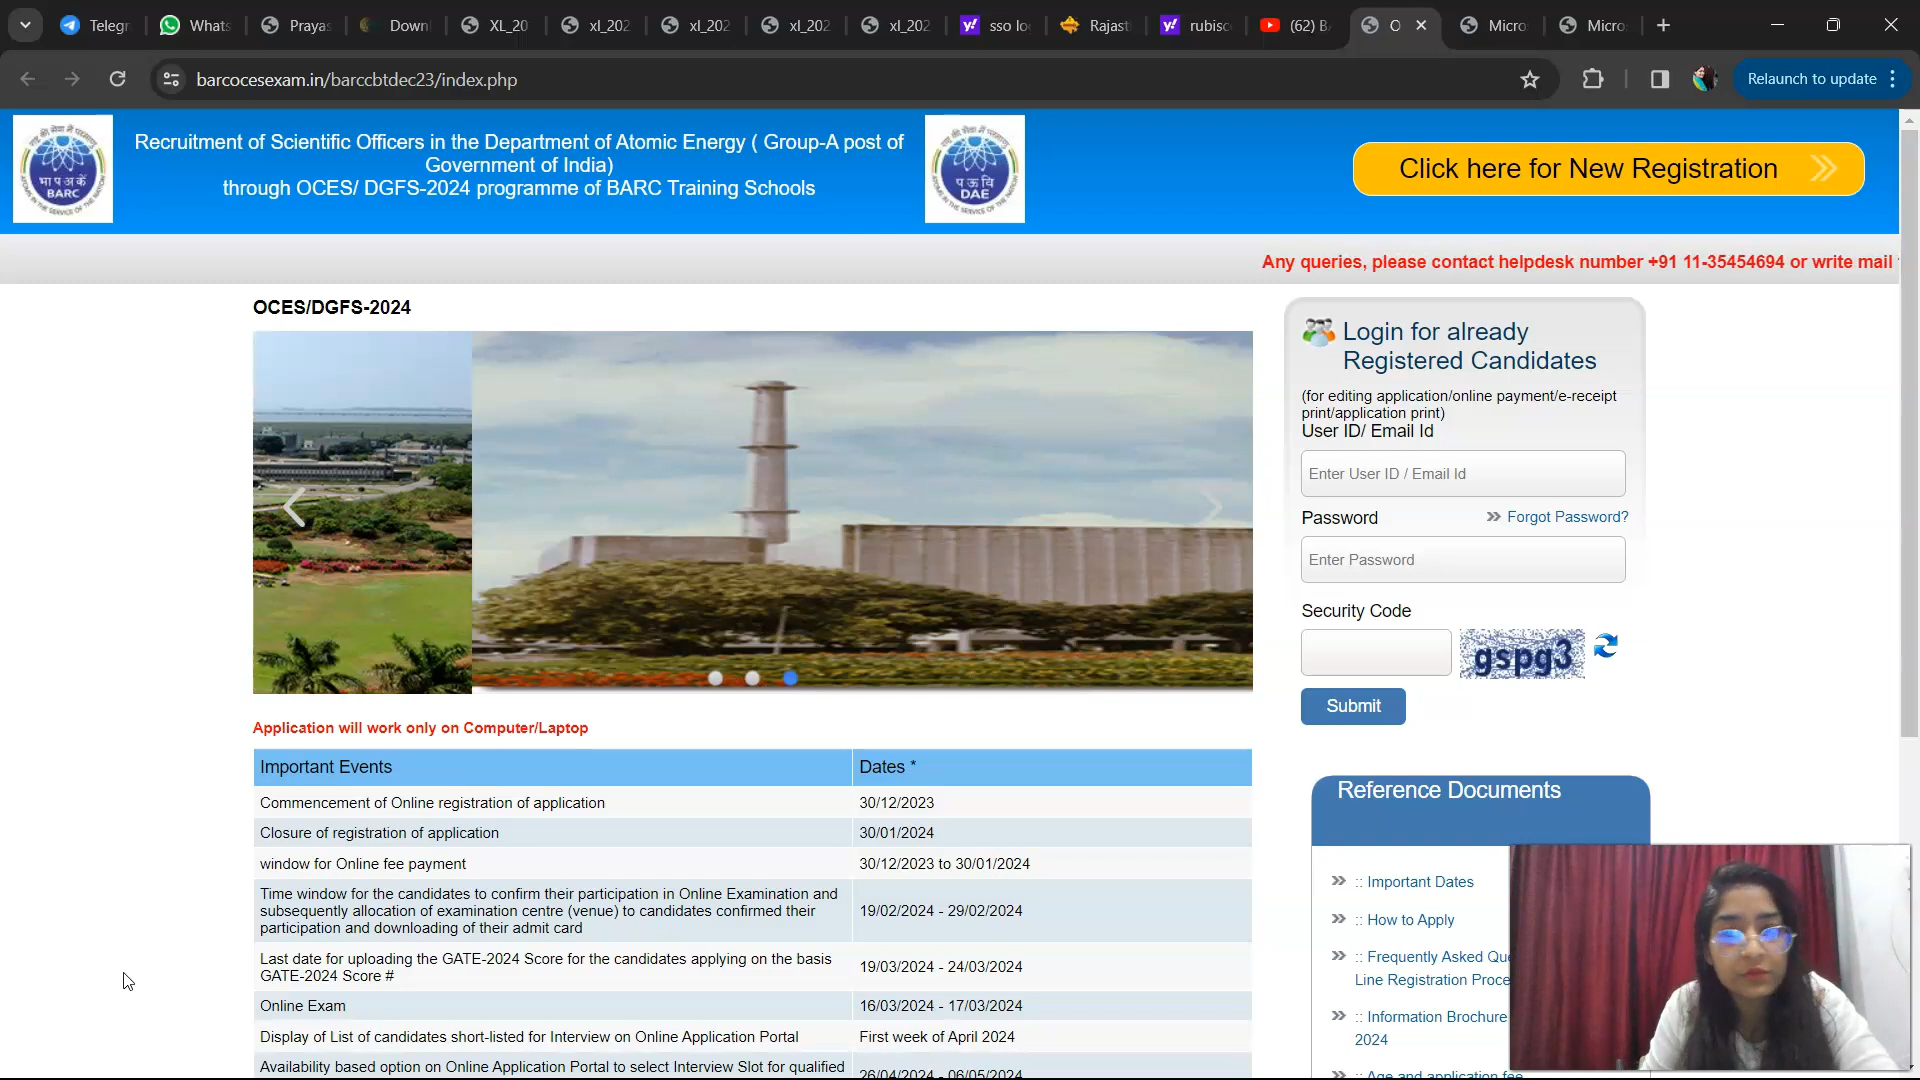 Telegr
Whats
Prayas
Down
XL_20
xl_202
xl_202
xl_202
xl_202
sso lo
Rajast
rubisc
(62) B
O
Micro
Micro
barcocesexam.in/barccbtdec23/index.php
Relaunch to update
भा प अ कें
BARC
Recruitment of Scientific Officers in the Department of Atomic Energy ( Group-A post of
Government of India)
through OCES/ DGFS-2024 programme of BARC Training Schools
प ऊ वि
DAE
Click here for New Registration
Any queries, please contact helpdesk number +91 11-35454694 or write mail
OCES/DGFS-2024
Application will work only on Computer/Laptop
Important Events Dates *
Commencement of Online registration of application 30/12/2023
Closure of registration of application 30/01/2024
window for Online fee payment 30/12/2023 to 30/01/2024
Time window for the candidates to confirm their participation in Online Examination and
subsequently allocation of examination centre (venue) to candidates confirmed their
participation and downloading of their admit card
19/02/2024 - 29/02/2024
Last date for uploading the GATE-2024 Score for the candidates applying on the basis
GATE-2024 Score #
19/03/2024 - 24/03/2024
Online Exam 16/03/2024 - 17/03/2024
Display of List of candidates short-listed for Interview on Online Application Portal First week of April 2024
Availability based option on Online Application Portal to select Interview Slot for qualified
26/04/2024 - 06/05/2024
Login for already
Registered Candidates
(for editing application/online payment/e-receipt
print/application print)
User ID/ Email Id
Enter User ID / Email Id
Password
Forgot Password?
Enter Password
Security Code
gspg3
Submit
Reference Documents
:: Important Dates
:: How to Apply
:: Frequently Asked Que
Line Registration Proce
:: Information Brochure
2024
:: Age and application fee